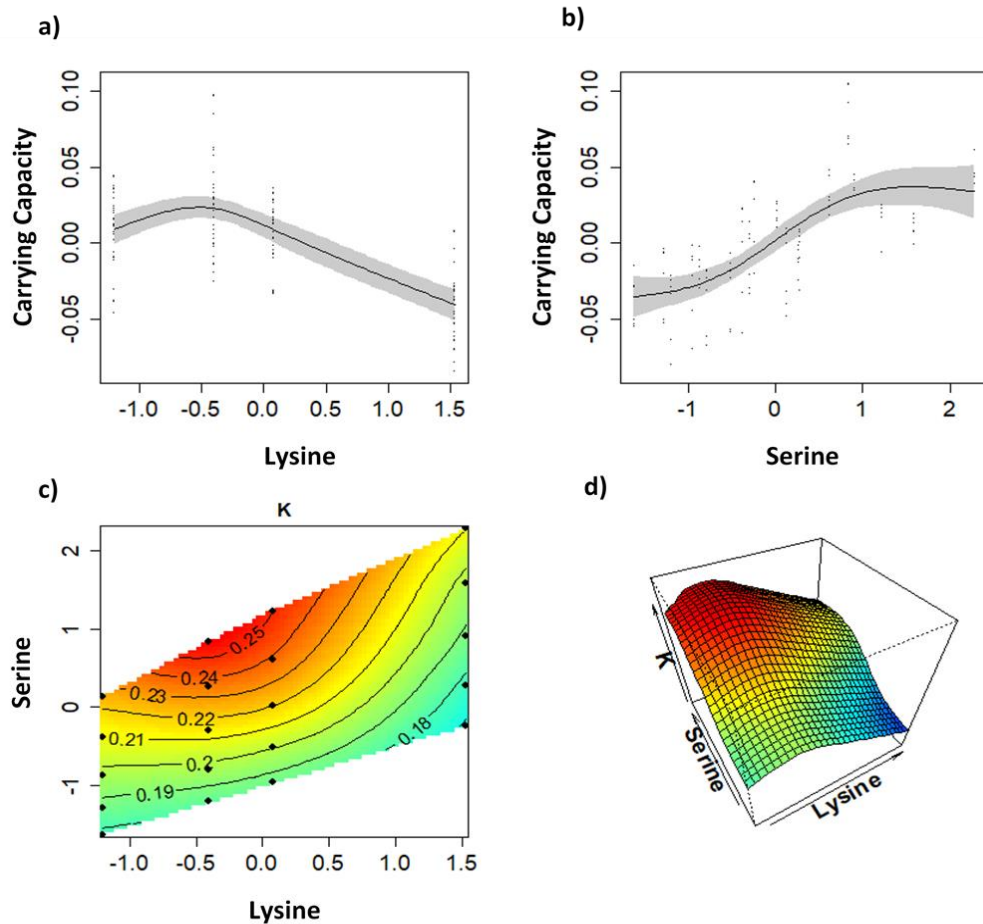 a)
Carrying Capacity
0.10
0.05
0.00
-0.05
-1.0 -0.5 0.0 0.5 1.0 1.5
Lysine
b)
Carrying Capacity
0.10
0.05
0.00
-0.05
-1 0 1 2
Serine
c)
K
Serine
2
1
0
-1
0.25
0.24
0.23
0.22
0.21
0.2
0.19
0.18
-1.0 -0.5 0.0 0.5 1.0 1.5
Lysine
d)
K
Serine
Lysine